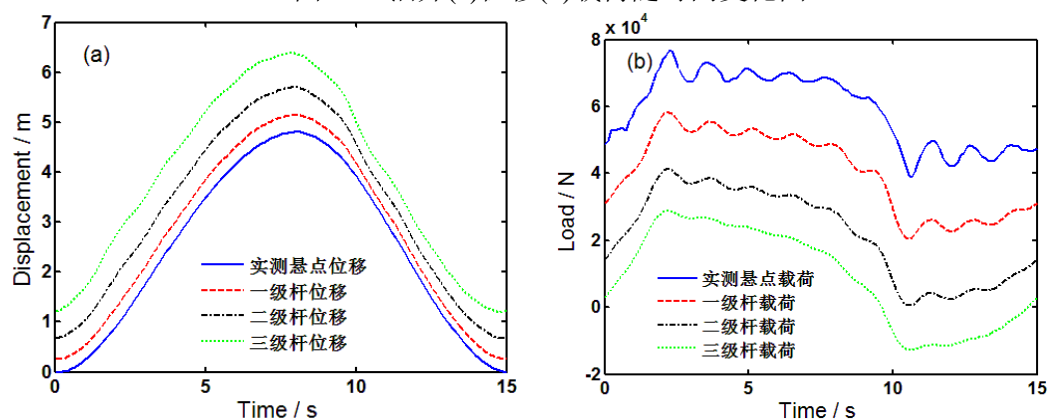 (a)
7
6
5
4
3
2
1
0
Displacement / m
实测悬点位移
一级杆位移
二级杆位移
三级杆位移
0 5 10 15
Time / s
x 10⁴
(b)
8
6
4
2
0
-2
Load / N
实测悬点载荷
一级杆载荷
二级杆载荷
三级杆载荷
0 5 10 15
Time / s